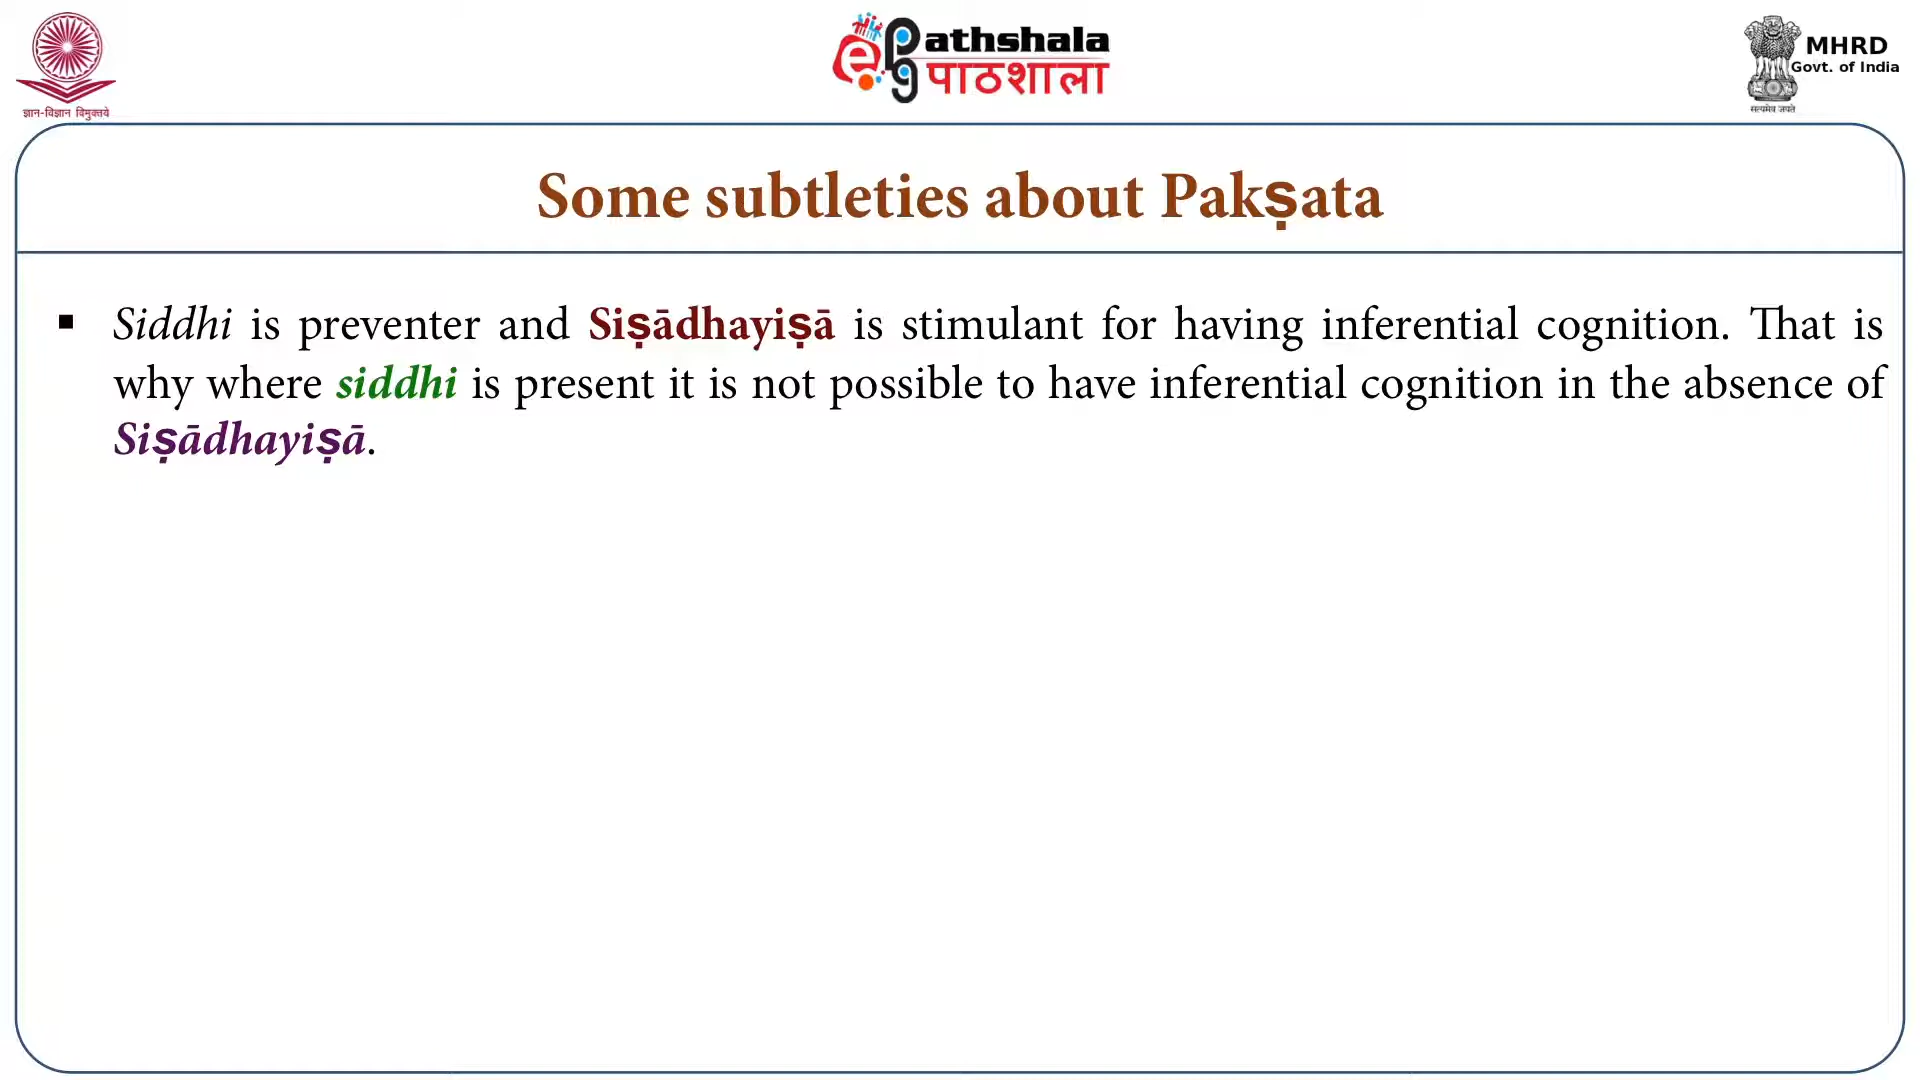 ज्ञान-विज्ञान विमुक्तये
e
pg
athshala
पाठशाला
MHRD
Govt. of India
सत्यमेव जयते
Some subtleties about Pakṣata
▪ Siddhi is preventer and Siṣādhayiṣā is stimulant for having inferential cognition. That is
why where siddhi is present it is not possible to have inferential cognition in the absence of
Siṣādhayiṣā.